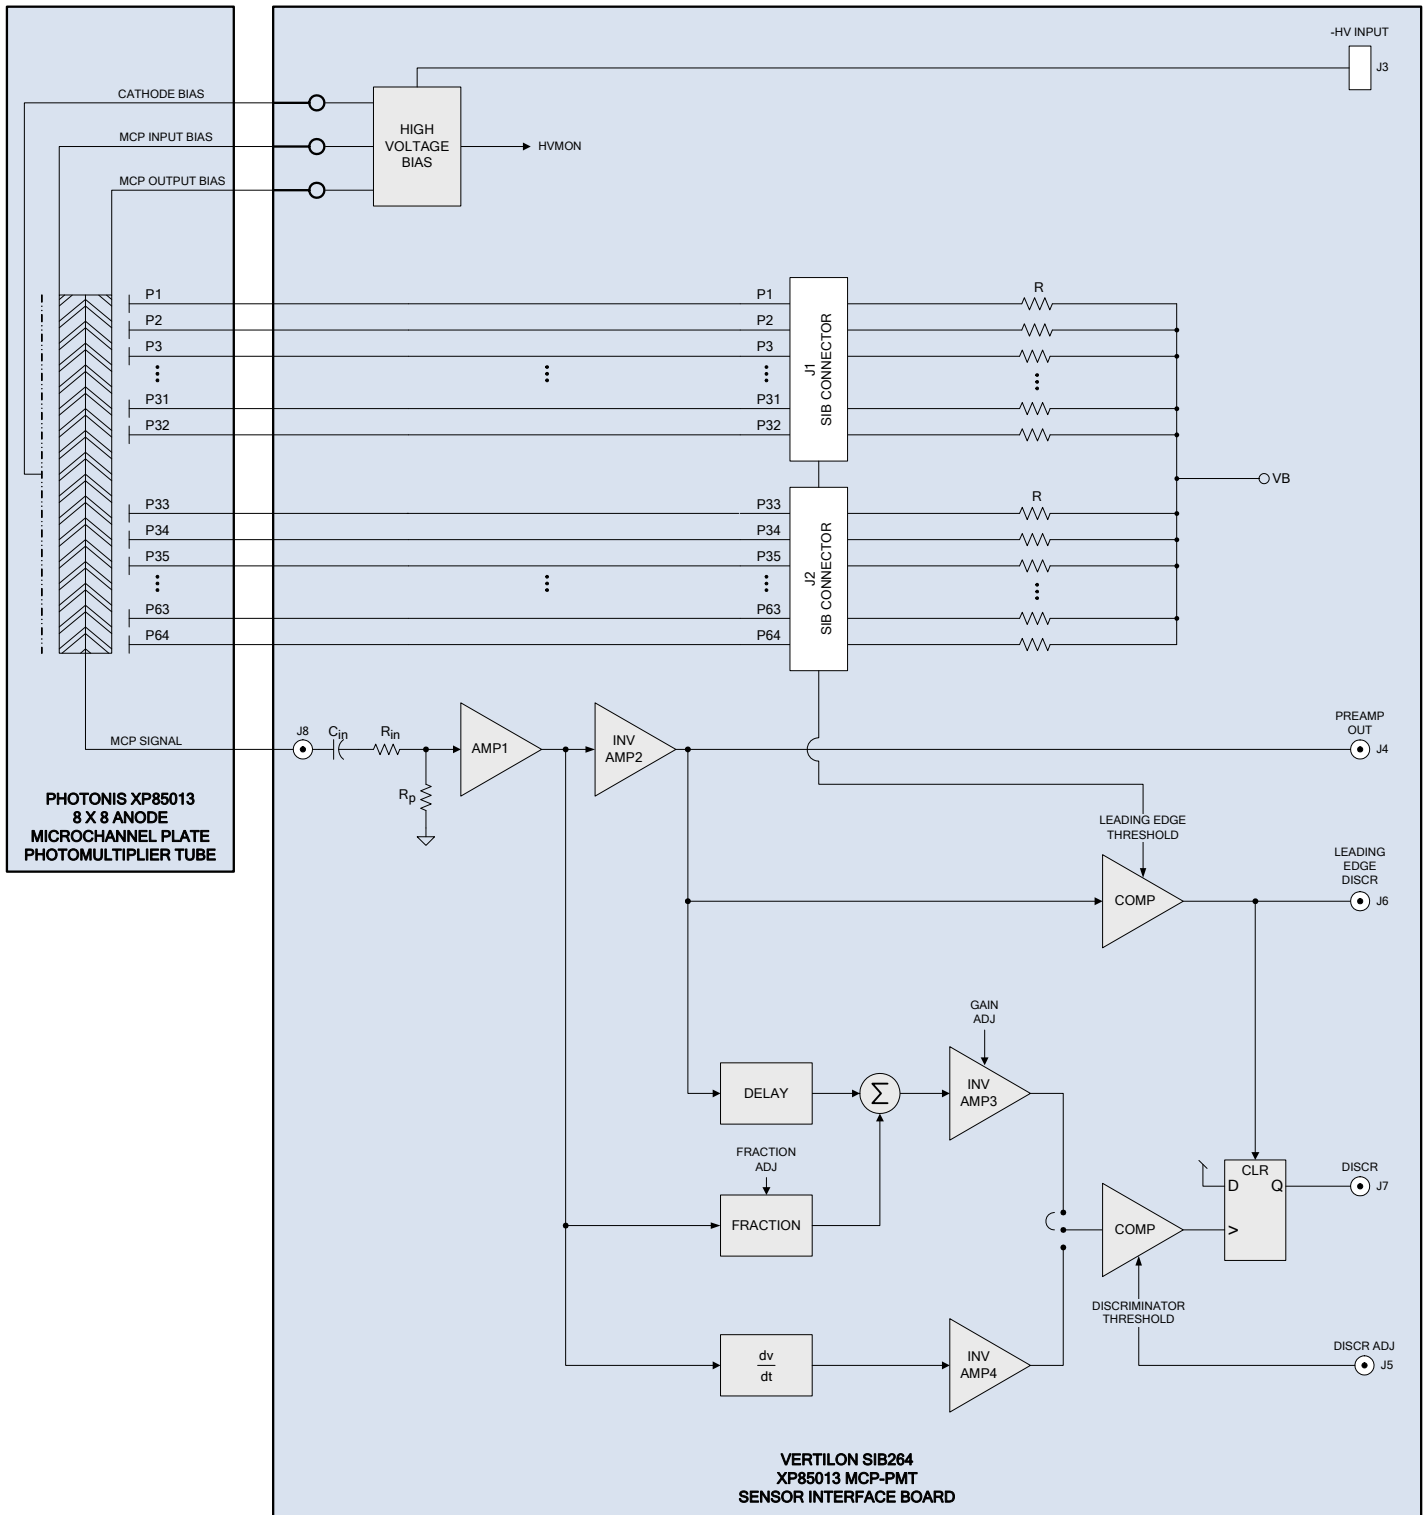 -HV INPUT
J3
CATHODE BIAS
MCP INPUT BIAS
MCP OUTPUT BIAS
HIGH
VOLTAGE
BIAS
HVMON
P1
P2
P3
P31
P32
P33
P34
P35
P63
P64
P1
P2
P3
P31
P32
P33
P34
P35
P63
P64
J1
SIB CONNECTOR
J2
SIB CONNECTOR
R
R
VB
MCP SIGNAL
J8
Cin
Rin
Rp
AMP1
INV
AMP2
PREAMP
OUT
J4
PHOTONIS XP85013
8 X 8 ANODE
MICROCHANNEL PLATE
PHOTOMULTIPLIER TUBE
LEADING EDGE
THRESHOLD
COMP
LEADING
EDGE
DISCR
J6
GAIN
ADJ
DELAY
Σ
INV
AMP3
FRACTION
ADJ
FRACTION
CLR
D
Q
>
DISCR
J7
COMP
DISCRIMINATOR
THRESHOLD
dv
dt
INV
AMP4
DISCR ADJ
J5
VERTILON SIB264
XP85013 MCP-PMT
SENSOR INTERFACE BOARD